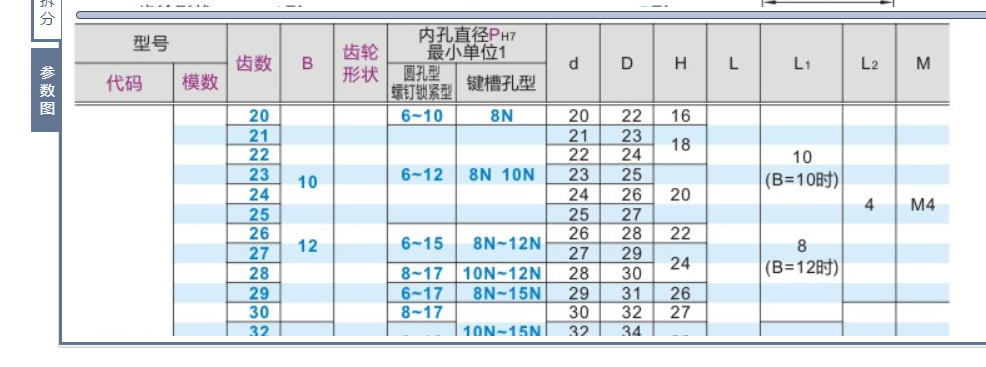 拆
分
参
数
图
型号
代码
模数
齿数
B
齿轮
形状
内孔直径PH7
最小单位1
圆孔型
螺钉锁紧型
键槽孔型
d
D
H
L
L1
L2
M
20 6~10 8N 20 22 16
21 21 23
18
22 22 24
10
(B=10时)
23 6~12 8N 10N 23 25
10
24 24 26 20
4 M4
25 25 27
26 26 28 22
12 6~15 8N~12N 8
27 27 29
24
(B=12时)
28 8~17 10N~12N 28 30
29 6~17 8N~15N 29 31 26
30 8~17 30 32 27
32 10N~15N 32 34